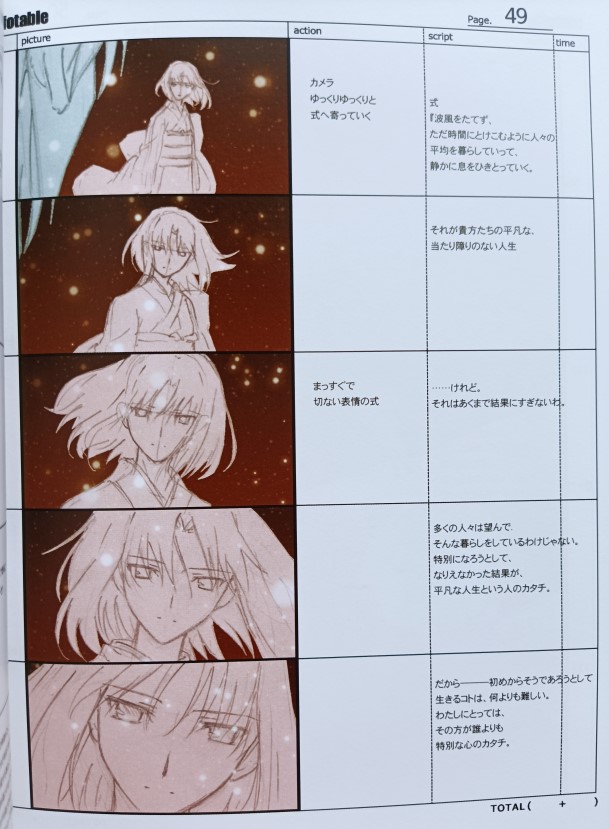 Notable
Page. 49
picture
action
script
time
カメラ
ゆっくりゆっくりと
式へ寄っていく
式
『波風をたてず、
ただ時間にとけこむように人々の
平均を暮らしていって、
静かに息をひきとっていく。
それが貴方たちの平凡な、
当たり障りのない人生
まっすぐで
切ない表情の式
……けれど。
それはあくまで結果にすぎないわ。
多くの人々は望んで、
そんな暮らしをしているわけじゃない。
特別になろうとして、
なりえなかった結果が、
平凡な人生という人のカタチ。
だから―――初めからそうであろうとして
生きるコトは、何よりも難しい。
わたしにとっては、
その方が誰よりも
特別な心のカタチ。
TOTAL ( + )